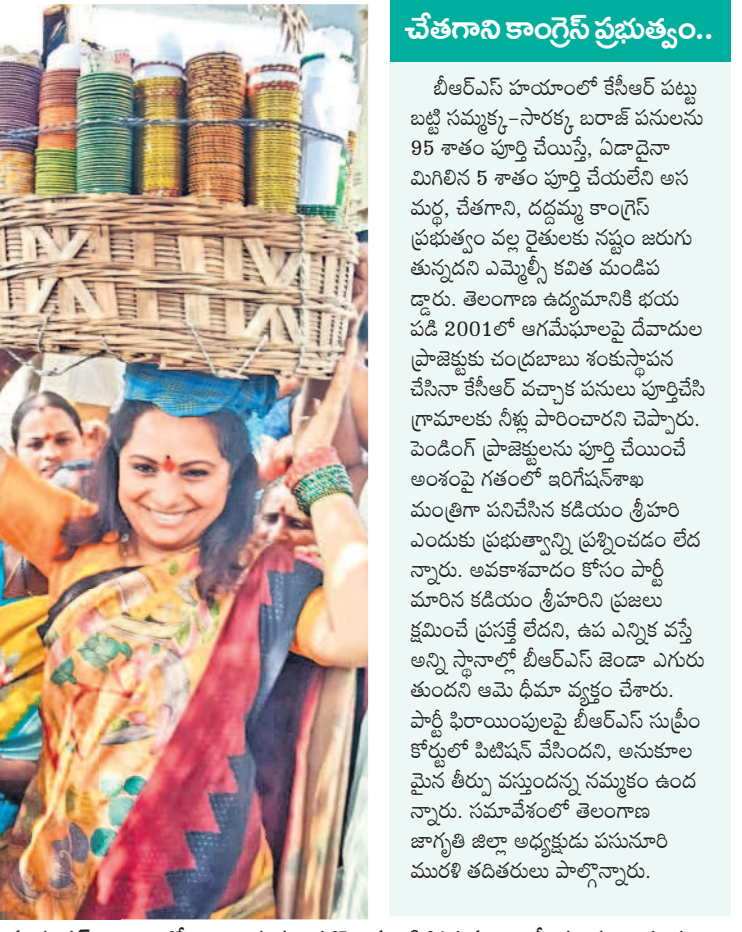 చేతగాని కాంగ్రెస్ ప్రభుత్వం..
బీఆర్ఎస్ హయాంలో కేసీఆర్ పట్టు
బట్టి సమ్మక్క–సారక్క బరాజ్ పనులను
95 శాతం పూర్తి చేయిస్తే, ఏడాదైనా
మిగిలిన 5 శాతం పూర్తి చేయలేని అస
మర్థ, చేతగాని, దద్దమ్మ కాంగ్రెస్
ప్రభుత్వం వల్ల రైతులకు నష్టం జరుగు
తున్నదని ఎమ్మెల్సీ కవిత మండిప
డ్డారు. తెలంగాణ ఉద్యమానికి భయ
పడి 2001లో ఆగమేఘాలపై దేవాదుల
ప్రాజెక్టుకు చంద్రబాబు శంకుస్థాపన
చేసినా కేసీఆర్ వచ్చాక పనులు పూర్తిచేసి
గ్రామాలకు నీళ్లు పారించారని చెప్పారు.
పెండింగ్ ప్రాజెక్టులను పూర్తి చేయించే
అంశంపై గతంలో ఇరిగేషన్‌శాఖ
మంత్రిగా పనిచేసిన కడియం శ్రీహరి
ఎందుకు ప్రభుత్వాన్ని ప్రశ్నించడం లేద
న్నారు. అవకాశవాదం కోసం పార్టీ
మారిన కడియం శ్రీహరిని ప్రజలు
క్షమించే ప్రసక్తే లేదని, ఉప ఎన్నిక వస్తే
అన్ని స్థానాల్లో బీఆర్ఎస్ జెండా ఎగురు
తుందని ఆమె ధీమా వ్యక్తం చేశారు.
పార్టీ ఫిరాయింపులపై బీఆర్ఎస్ సుప్రీం
కోర్టులో పిటిషన్ వేసిందని, అనుకూల
మైన తీర్పు వస్తుందన్న నమ్మకం ఉంద
న్నారు. సమావేశంలో తెలంగాణ
జాగృతి జిల్లా అధ్యక్షుడు పసునూరి
మురళి తదితరులు పాల్గొన్నారు.